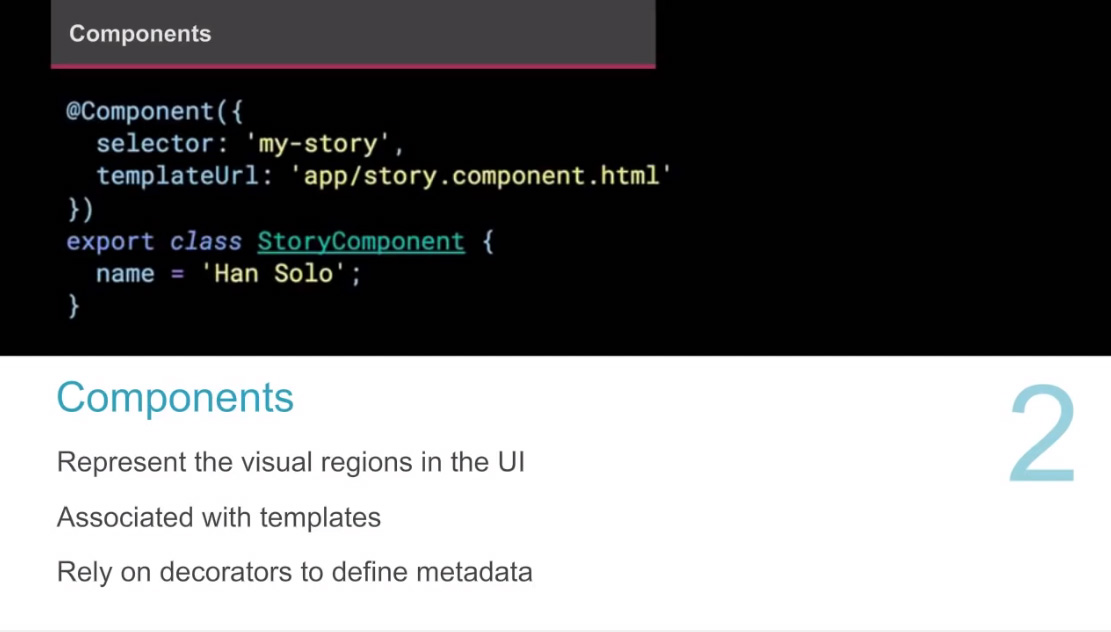 Components
@Component({
  selector: 'my-story',
  templateUrl: 'app/story.component.html'
})
export class StoryComponent {
  name = 'Han Solo';
}
Components
2
Represent the visual regions in the UI
Associated with templates
Rely on decorators to define metadata